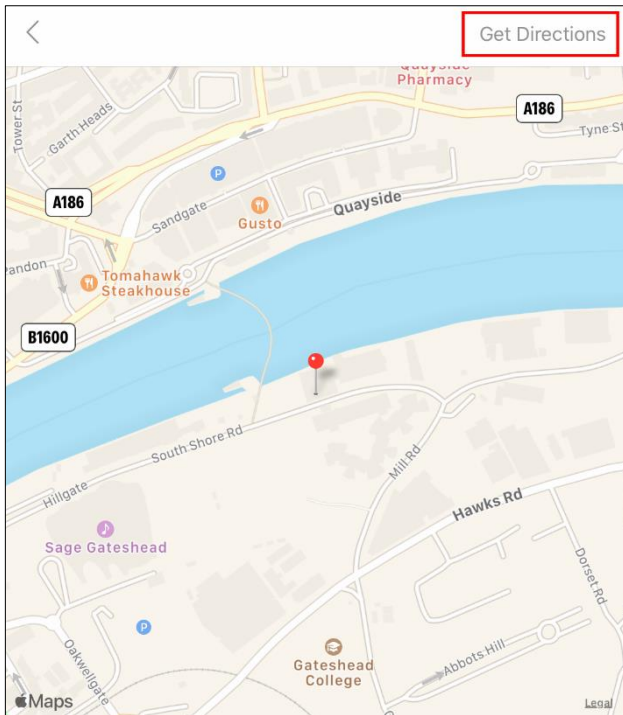 Get Directions
Quayside
Pharmacy
A186
Tower St
Garth Heads
Tyne St
P
A186
Sandgate
Gusto
Quayside
Pandon
Tomahawk
Steakhouse
B1600
South Shore Rd
Mill Rd
Hillgate
Hawks Rd
Sage Gateshead
Dorset Rd
P
Oakwellgate
Gateshead
College
Abbots Hill
Maps
Legal